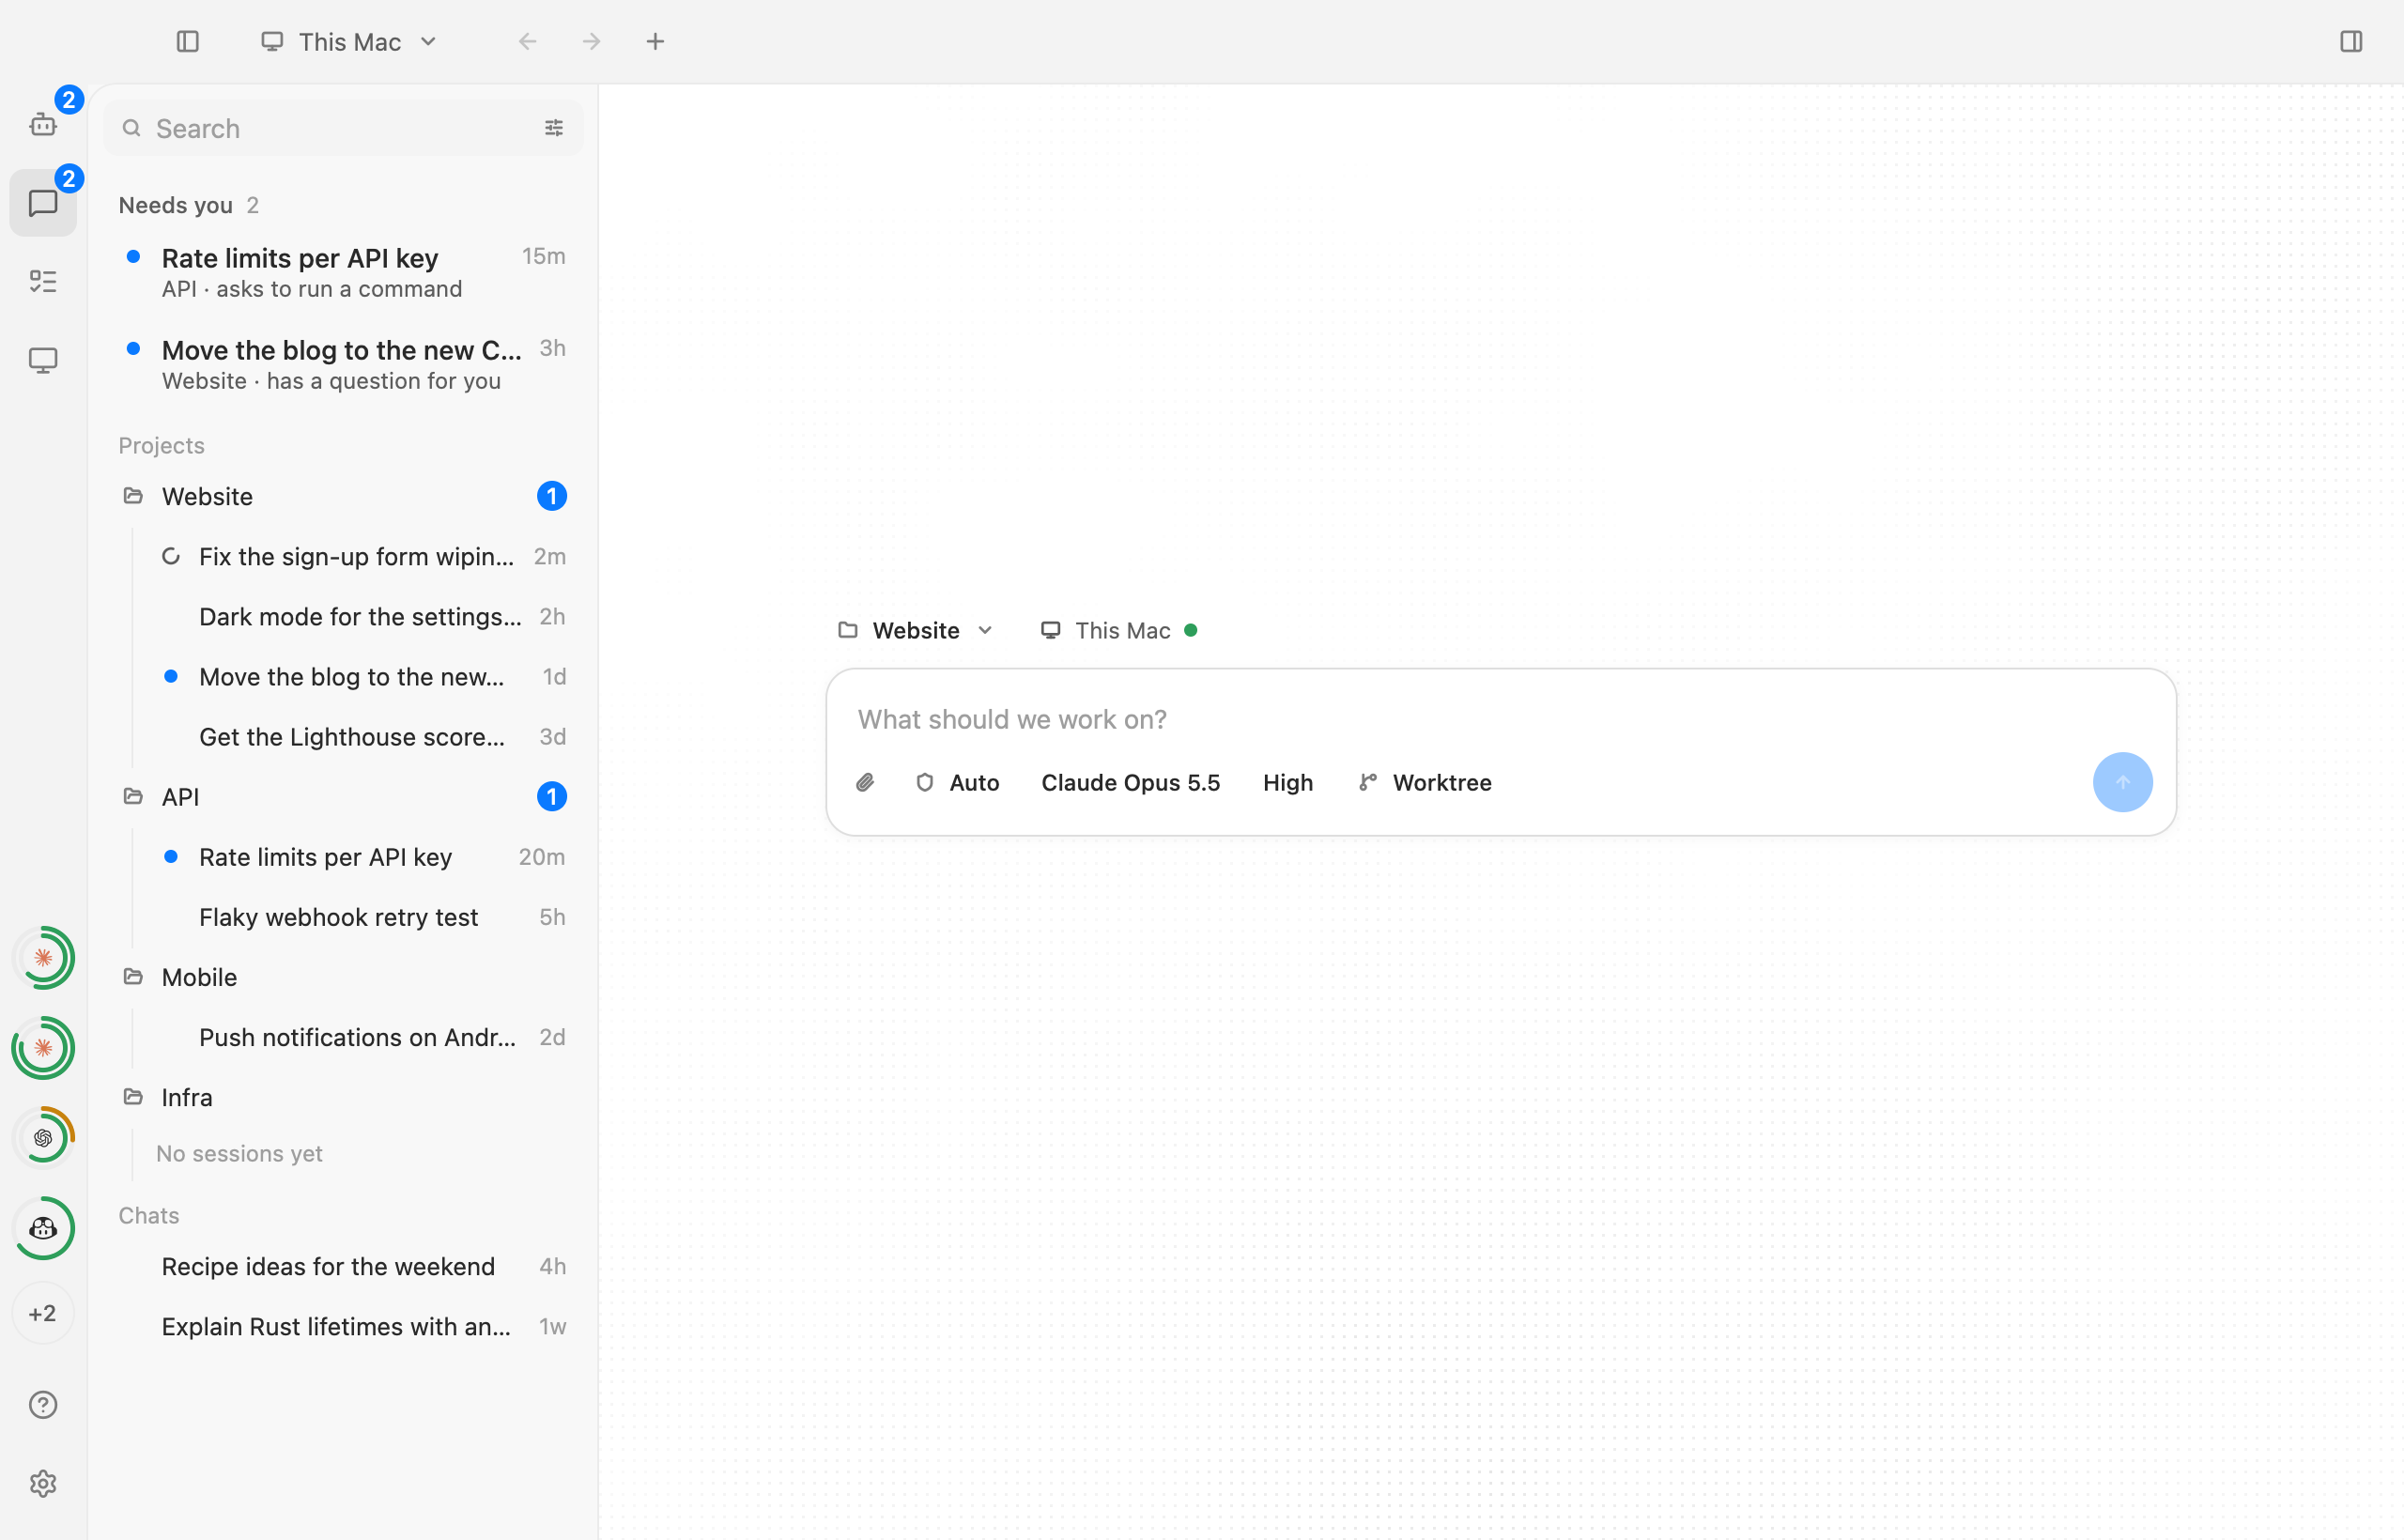 This Mac
2
2
Search
Needs you 2
Rate limits per API key 15m
API · asks to run a command
Move the blog to the new C... 3h
Website · has a question for you
Projects
Website 1
Fix the sign-up form wipin... 2m
Dark mode for the settings... 2h
Move the blog to the new... 1d
Get the Lighthouse score... 3d
API 1
Rate limits per API key 20m
Flaky webhook retry test 5h
Mobile
Push notifications on Andr... 2d
Infra
No sessions yet
Chats
Recipe ideas for the weekend 4h
Explain Rust lifetimes with an... 1w
+2
Website This Mac
What should we work on?
Auto Claude Opus 5.5 High Worktree